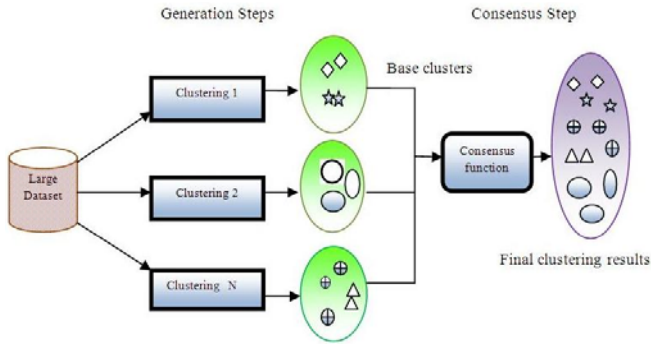 Generation Steps
Consensus Step
Clustering 1
Base clusters
Large
Dataset
Clustering 2
Consensus
function
Clustering N
Final clustering results